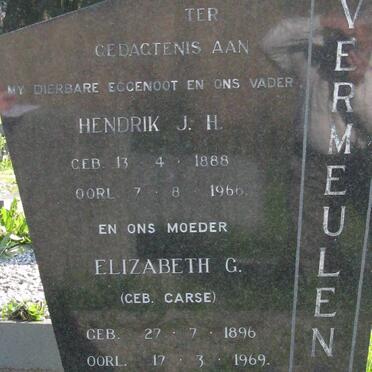 TER
GEDAGTENIS AAN
MY DIERBARE EGGENOOT EN ONS VADER
HENDRIK J. H.
GEB. 13 · 4 · 1888
OORL. 7 · 8 · 1966.
EN ONS MOEDER
ELIZABETH G.
(GEB. CARSE)
GEB. 27 · 7 · 1896
OORL. 17 · 3 · 1969.
VERMEULEN